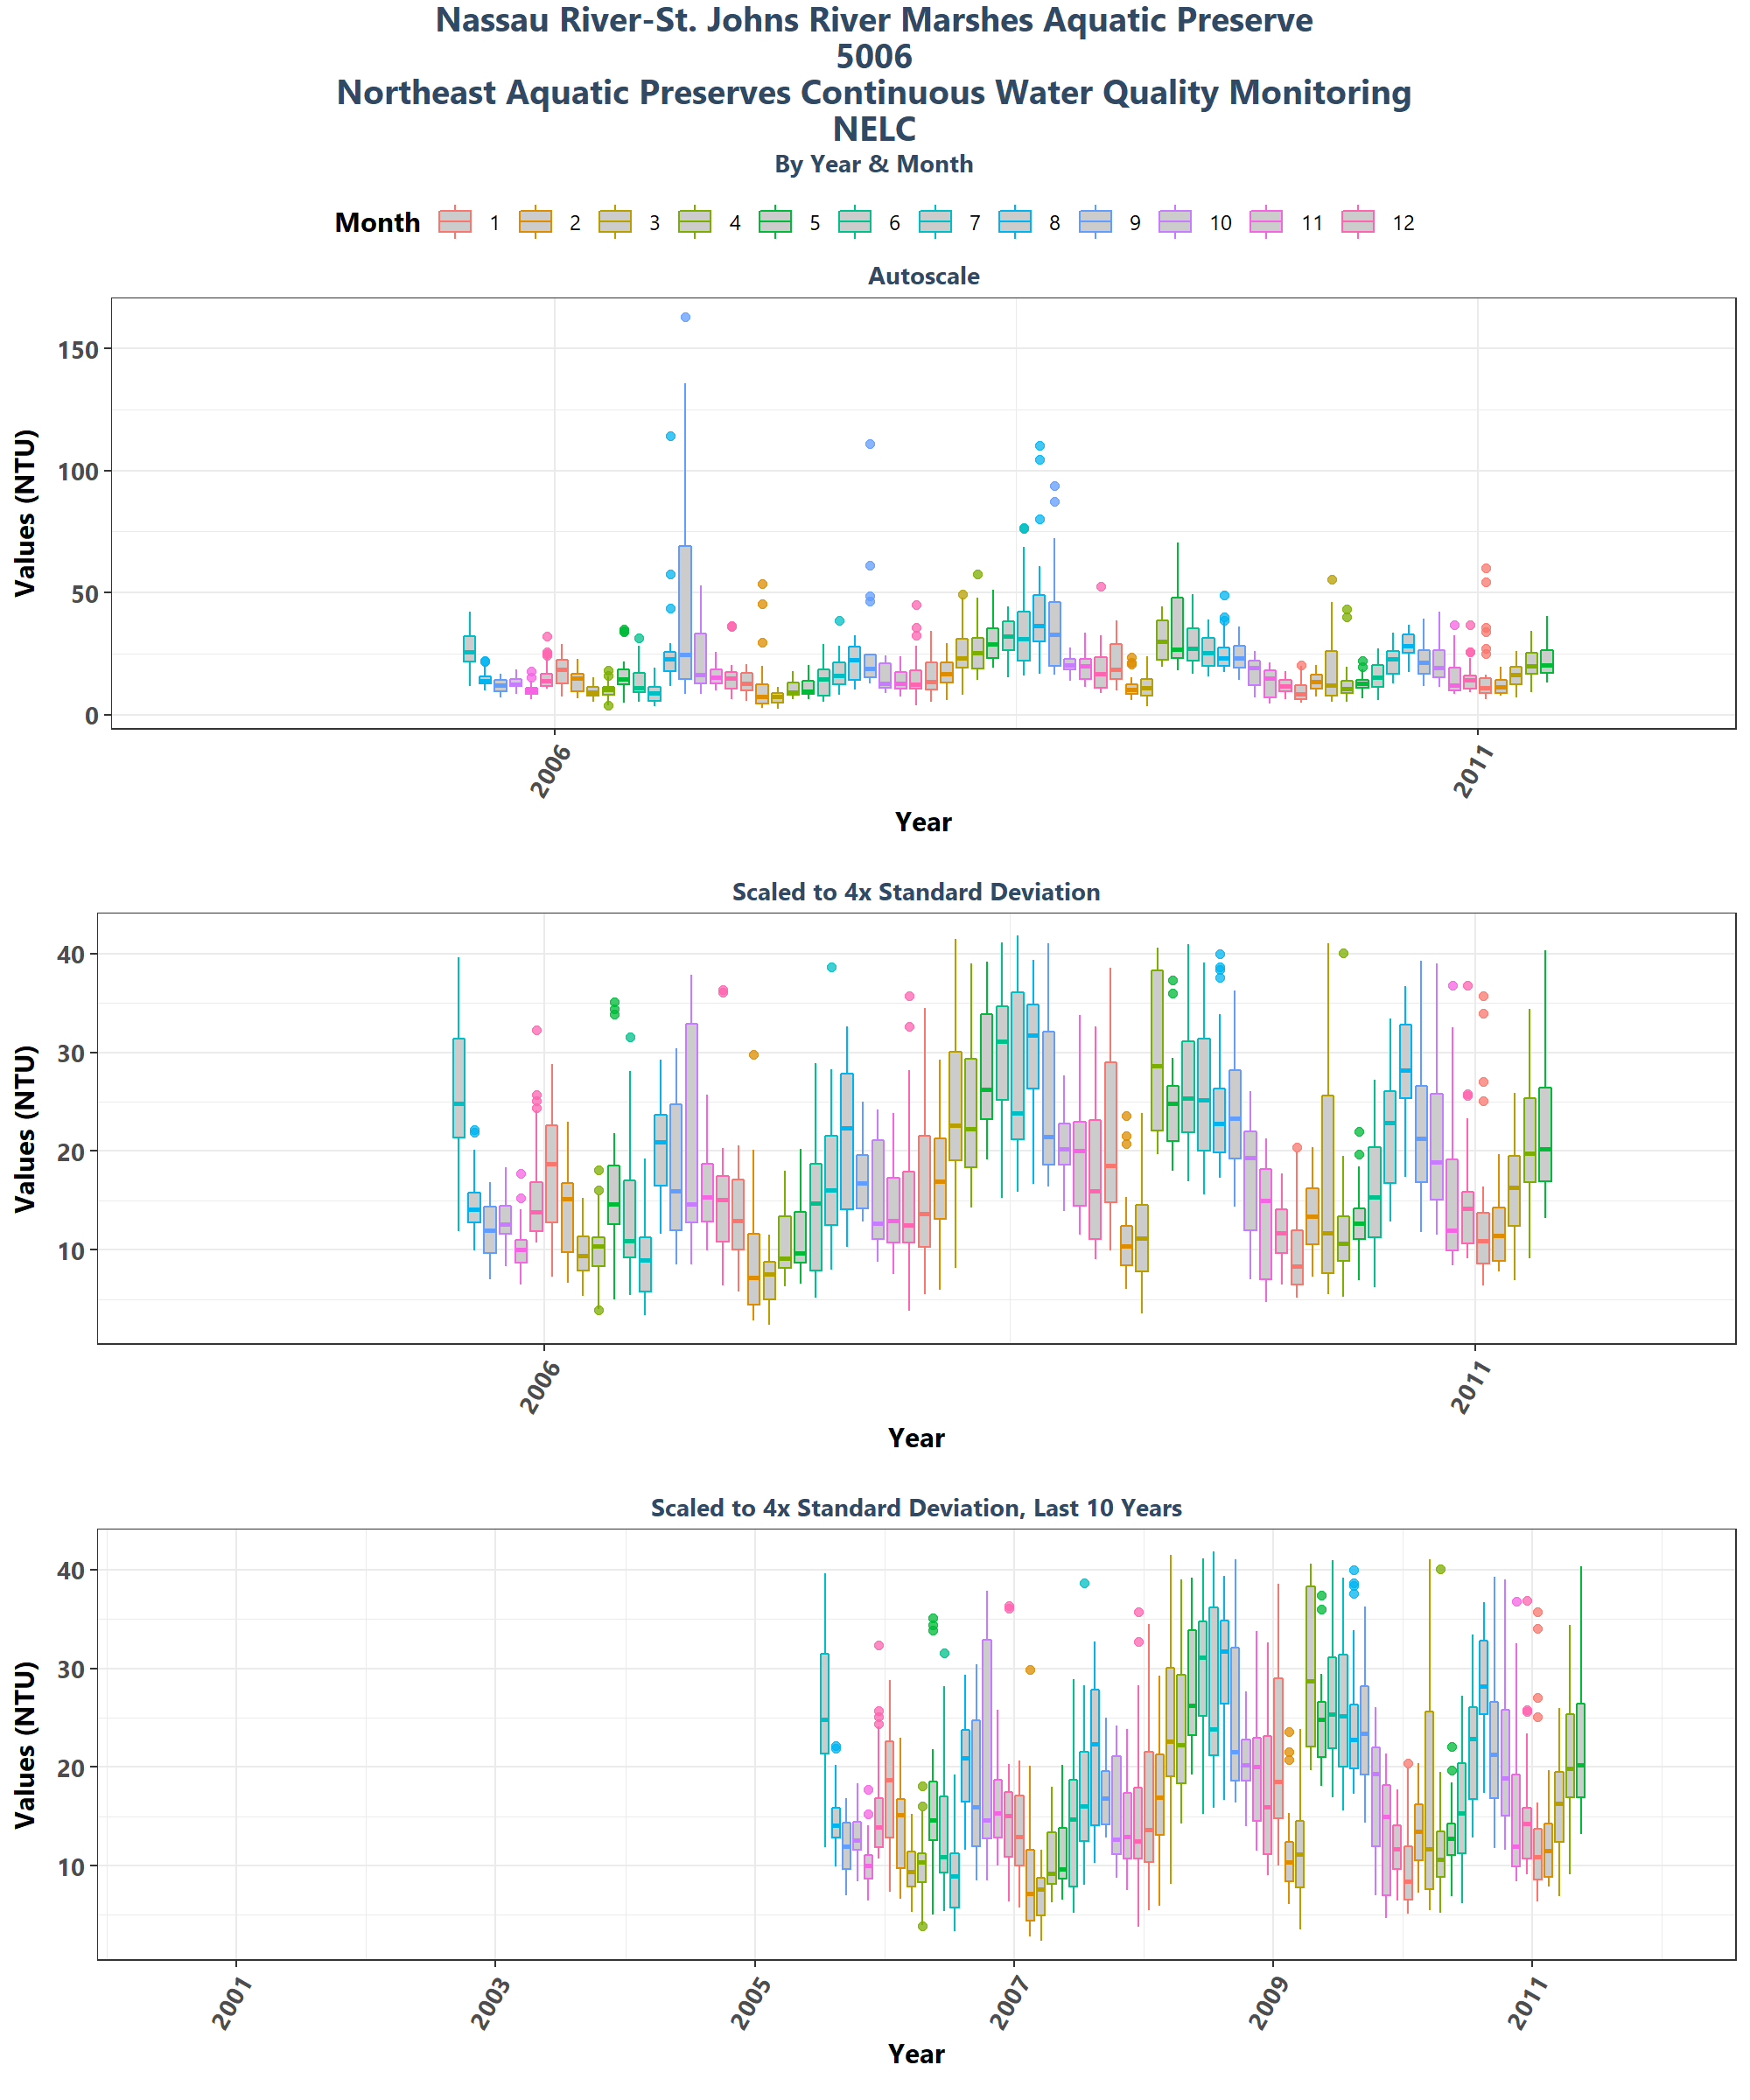 Nassau River-St. Johns River Marshes Aquatic Preserve
5006
Northeast Aquatic Preserves Continuous Water Quality Monitoring
NELC
By Year & Month
Month 1 2 3 4 5 6 7 8 9 10 11 12
Autoscale
Values (NTU)
150
100
50
0
2006 2011
Year
Scaled to 4x Standard Deviation
Values (NTU)
40
30
20
10
2006 2011
Year
Scaled to 4x Standard Deviation, Last 10 Years
Values (NTU)
40
30
20
10
2001 2003 2005 2007 2009 2011
Year